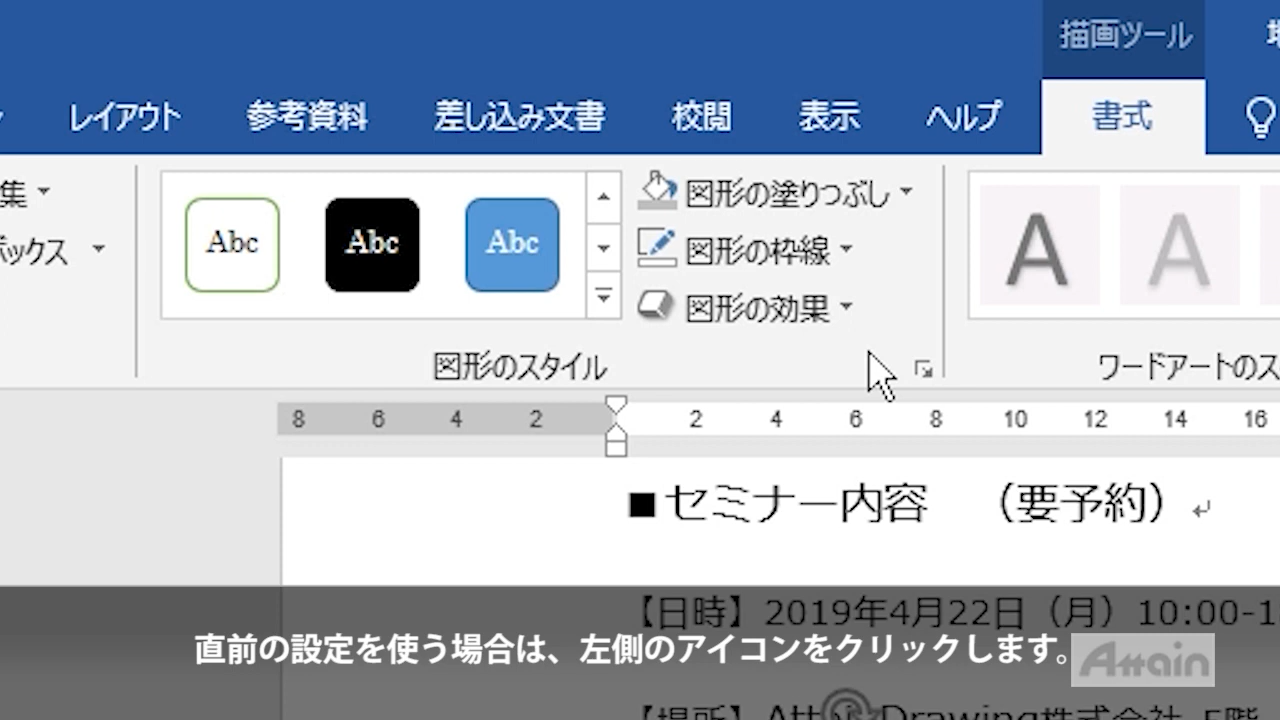 描画ツール
レイアウト 参考資料 差し込み文書 校閲 表示 ヘルプ 書式
集
ックス
Abc Abc Abc
図形の塗りつぶし
図形の枠線
図形の効果
A A
図形のスタイル
ワードアートのス
8 6 4 2 2 4 6 8 10 12 14 16
■セミナー内容 （要予約）
【日時】2019年4月22日（月）10:00-1
直前の設定を使う場合は、左側のアイコンをクリックします。
Attain